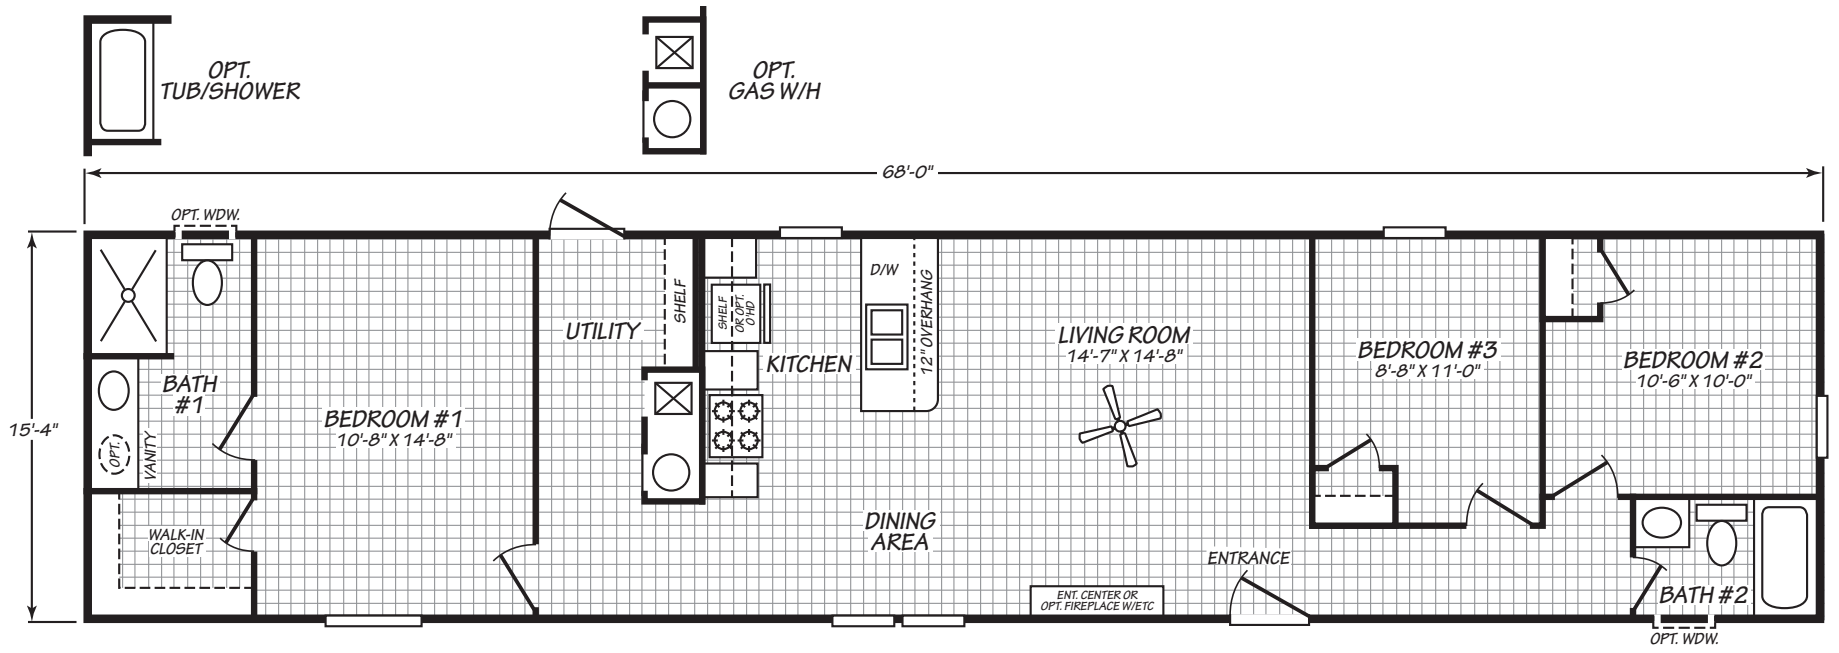 OPT.
TUB/SHOWER
OPT.
GAS W/H
68'-0"
OPT. WDW.
15'-4"
BATH
#1
OPT.
VANITY
WALK-IN
CLOSET
BEDROOM #1
10'-8" X 14'-8"
UTILITY
SHELF
SHELF
OR OPT.
O'HD
KITCHEN
D/W
12" OVERHANG
DINING
AREA
LIVING ROOM
14'-7" X 14'-8"
ENT. CENTER OR
OPT. FIREPLACE W/ETC
ENTRANCE
BEDROOM #3
8'-8" X 11'-0"
BEDROOM #2
10'-6" X 10'-0"
BATH #2
OPT. WDW.